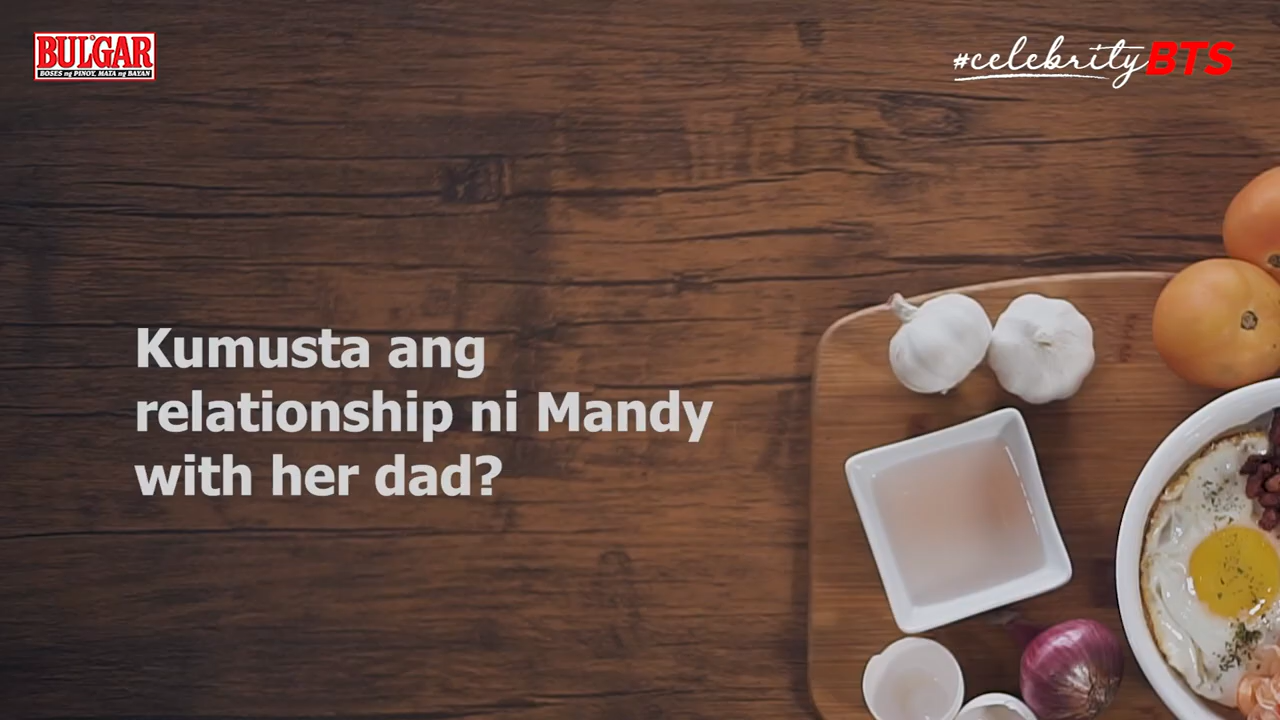 BULGAR
BOSES ng PINOY, MATA ng BAYAN
#celebrityBTS
Kumusta ang
relationship ni Mandy
with her dad?